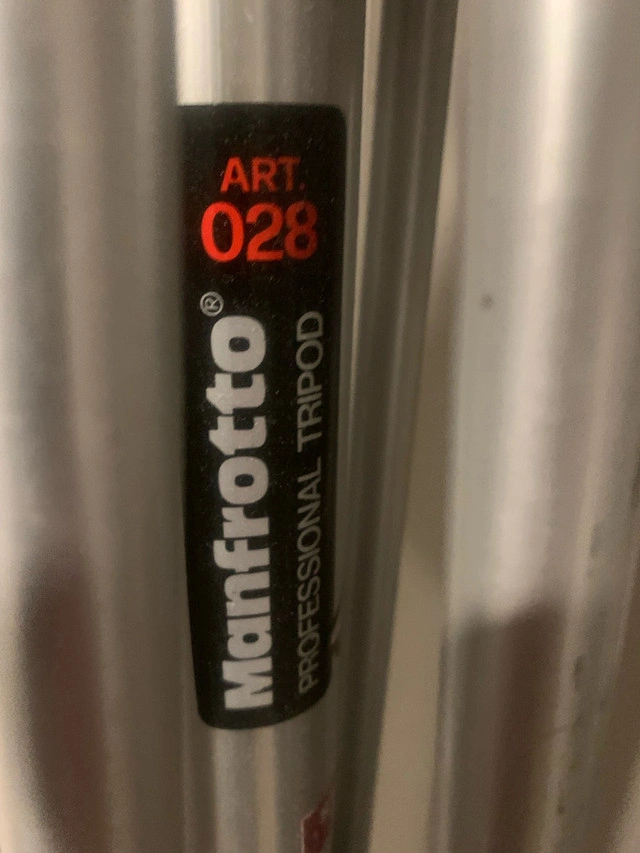 ART.
028
Manfrotto®
PROFESSIONAL TRIPOD